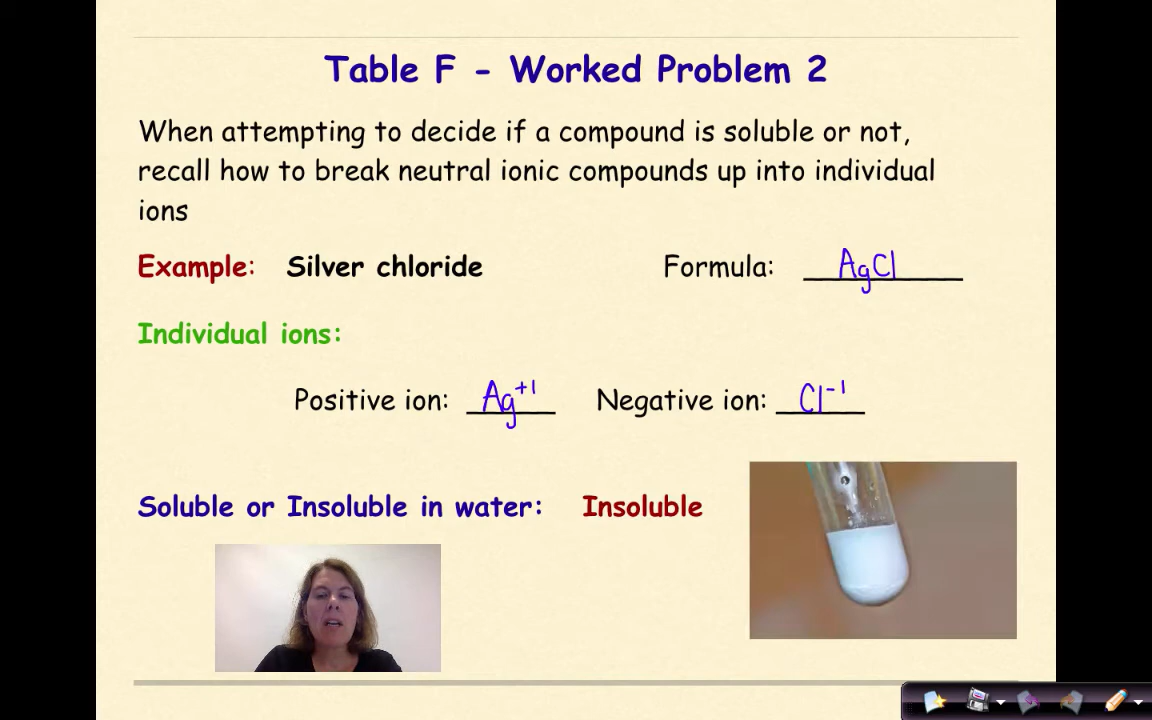 Table F - Worked Problem 2
When attempting to decide if a compound is soluble or not,
recall how to break neutral ionic compounds up into individual
ions
Example: Silver chloride Formula: AgCl
Individual ions:
Positive ion: Ag+1 Negative ion: Cl-1
Soluble or Insoluble in water: Insoluble